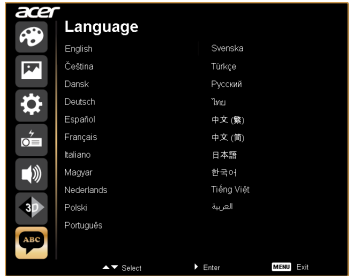 acer
Language
English
Čeština
Dansk
Deutsch
Español
Français
Italiano
Magyar
Nederlands
Polski
Português
Svenska
Türkçe
Русский
ไทย
中文 (繁)
中文 (简)
日本語
한국어
Tiếng Việt
العربية
3D
ABC
Select Enter MENU Exit